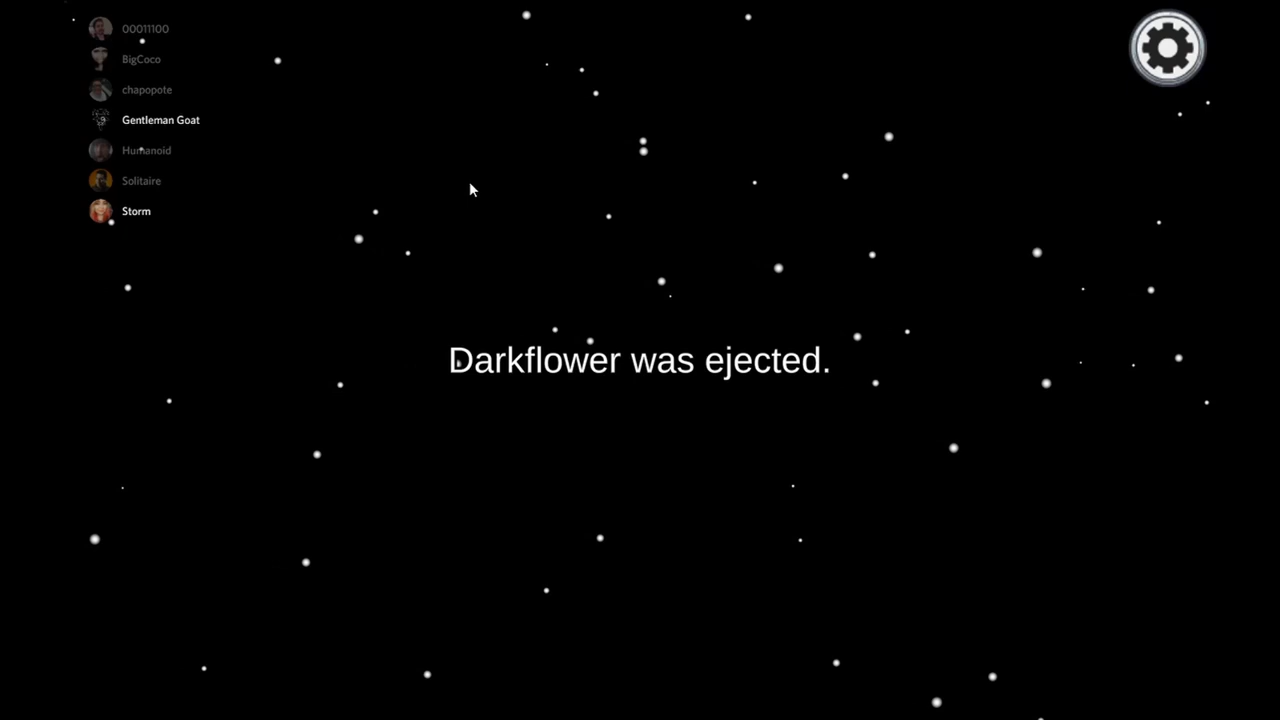 00011100
BigCoco
chapopote
Gentleman Goat
Humanoid
Solitaire
Storm
Darkflower was ejected.